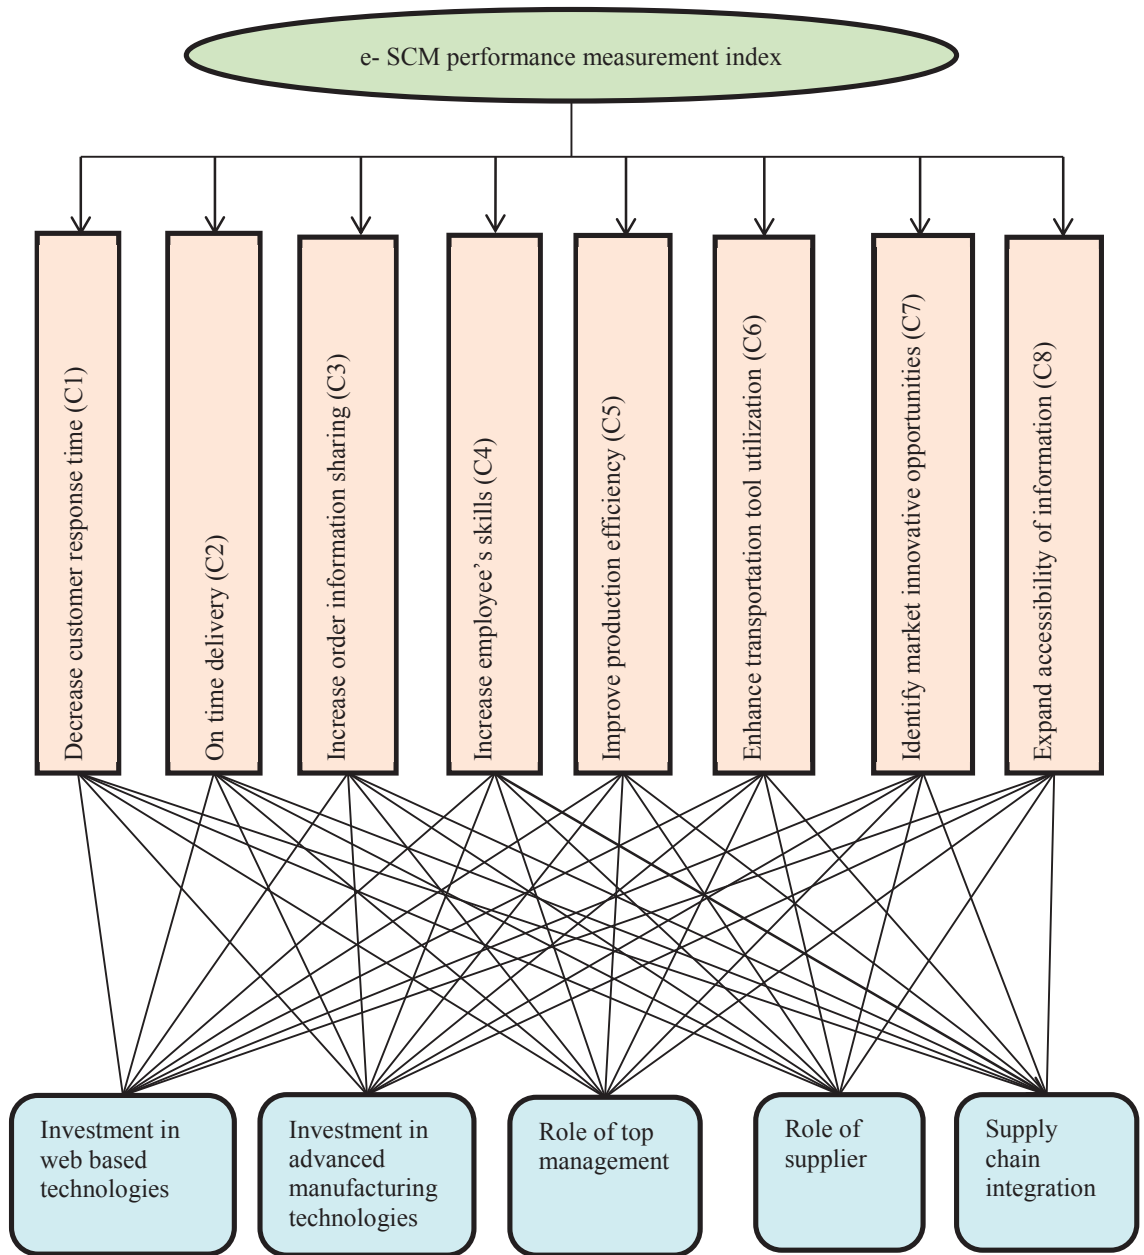 e- SCM performance measurement index
Decrease customer response time (C1)
On time delivery (C2)
Increase order information sharing (C3)
Increase employee’s skills (C4)
Improve production efficiency (C5)
Enhance transportation tool utilization (C6)
Identify market innovative opportunities (C7)
Expand accessibility of information (C8)
Investment in
web based
technologies
Investment in
advanced
manufacturing
technologies
Role of top
management
Role of
supplier
Supply
chain
integration